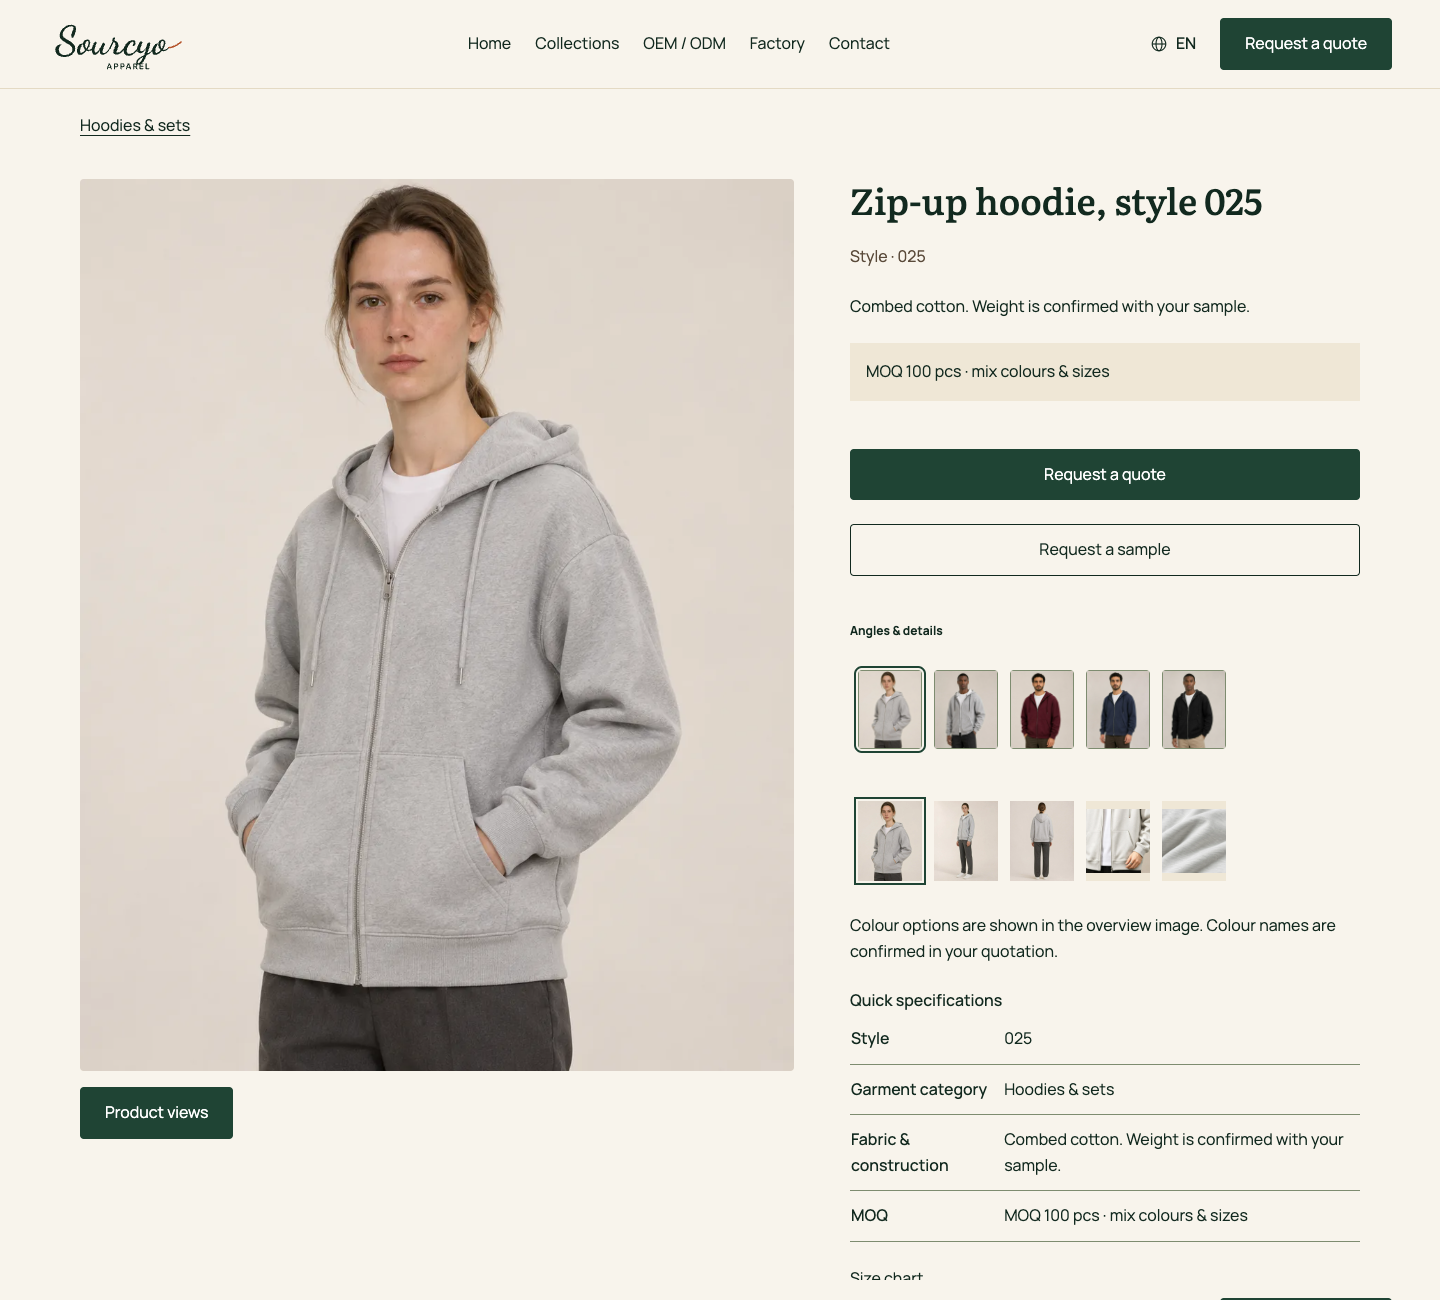 Sourcyo
APPAREL
Home
Collections
OEM / ODM
Factory
Contact
EN
Request a quote
Hoodies & sets
Zip-up hoodie, style 025
Style · 025
Combed cotton. Weight is confirmed with your sample.
MOQ 100 pcs · mix colours & sizes
Request a quote
Request a sample
Angles & details
Colour options are shown in the overview image. Colour names are
confirmed in your quotation.
Quick specifications
Style 025
Garment category Hoodies & sets
Fabric & Combed cotton. Weight is confirmed with your
construction sample.
MOQ MOQ 100 pcs · mix colours & sizes
Size chart
Product views